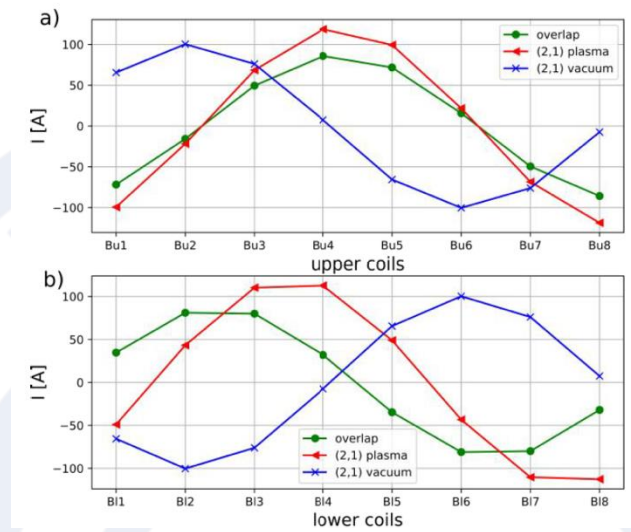 a)
I [A]
100
50
0
−50
−100
overlap
(2,1) plasma
(2,1) vacuum
Bu1 Bu2 Bu3 Bu4 Bu5 Bu6 Bu7 Bu8
upper coils
b)
I [A]
100
50
0
−50
−100
overlap
(2,1) plasma
(2,1) vacuum
Bl1 Bl2 Bl3 Bl4 Bl5 Bl6 Bl7 Bl8
lower coils